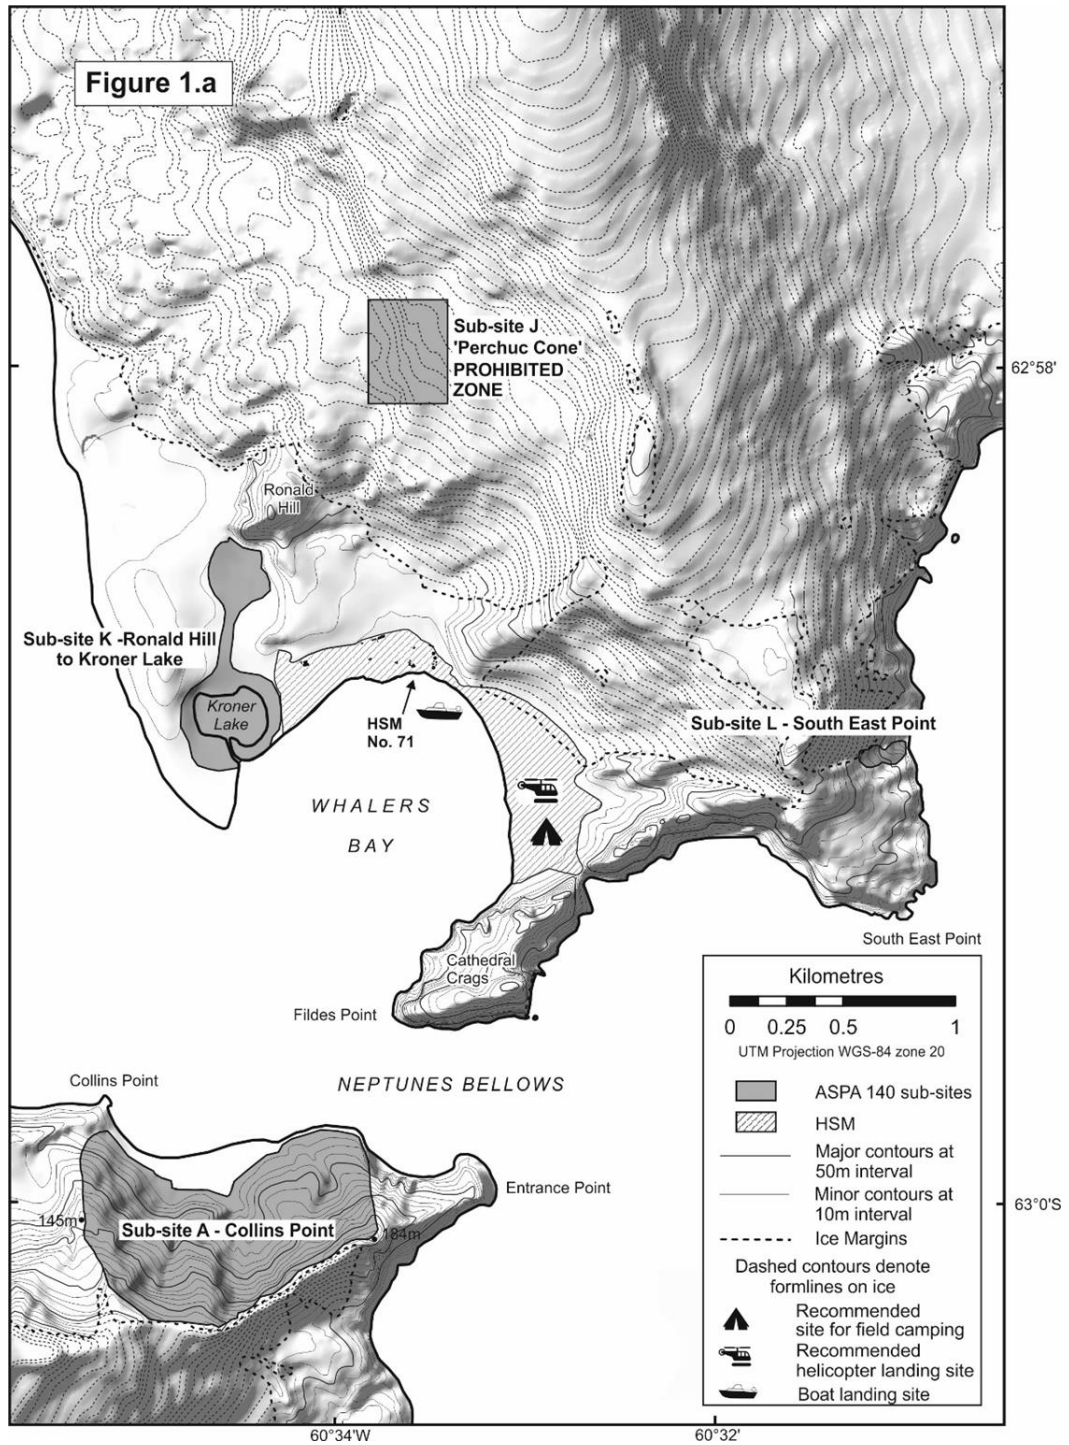 Figure 1.a
Sub-site J
'Perchuc Cone'
PROHIBITED
ZONE
62°58'
Ronald
Hill
Sub-site K -Ronald Hill
to Kroner Lake
Kroner
Lake
HSM
No. 71
Sub-site L - South East Point
WHALERS
BAY
South East Point
Cathedral
Crags
Fildes Point
Collins Point
NEPTUNES BELLOWS
Entrance Point
145m
Sub-site A - Collins Point
184m
63°0'S
Kilometres
0 0.25 0.5 1
UTM Projection WGS-84 zone 20
ASPA 140 sub-sites
HSM
Major contours at
50m interval
Minor contours at
10m interval
Ice Margins
Dashed contours denote
formlines on ice
Recommended
site for field camping
Recommended
helicopter landing site
Boat landing site
60°34'W
60°32'